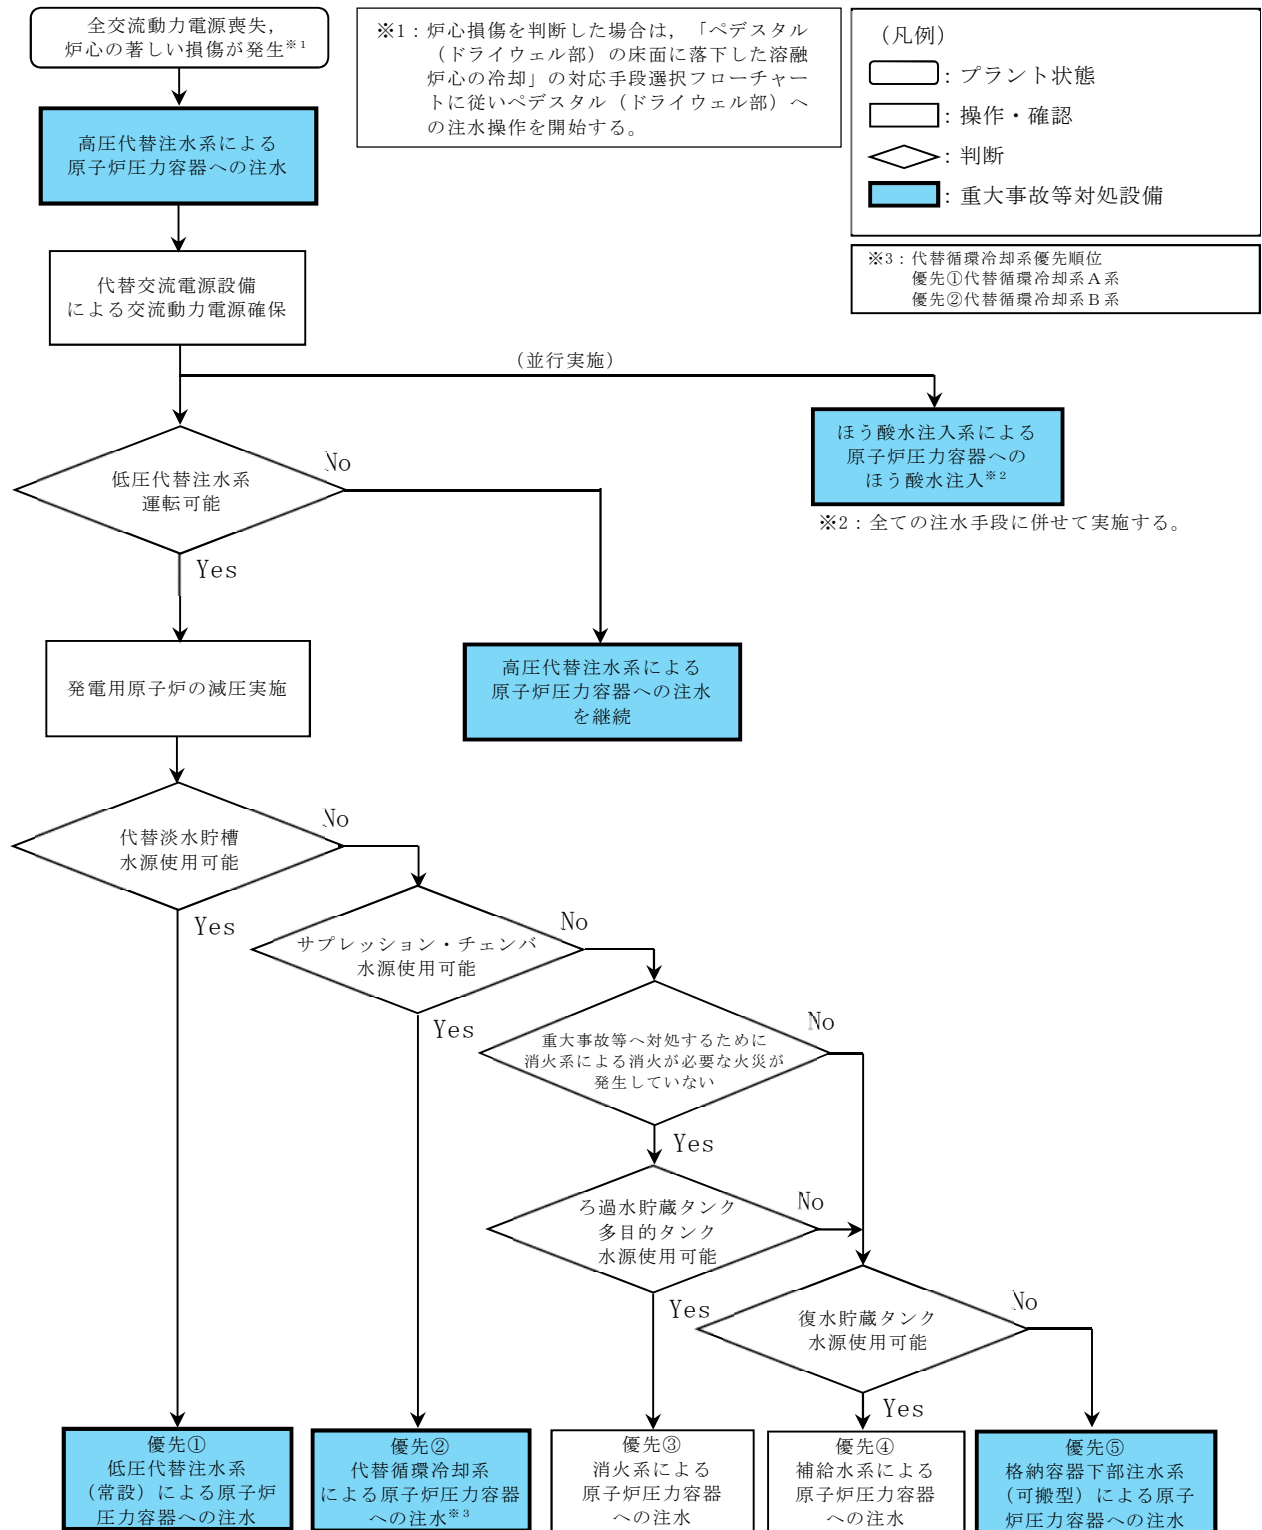 全交流動力電源喪失，
炉心の著しい損傷が発生※1
※1：炉心損傷を判断した場合は，「ペデスタル
（ドライウェル部）の床面に落下した溶融
炉心の冷却」の対応手段選択フローチャー
トに従いペデスタル（ドライウェル部）へ
の注水操作を開始する。
（凡例）
：プラント状態
：操作・確認
：判断
：重大事故等対処設備
※3：代替循環冷却系優先順位
優先①代替循環冷却系A系
優先②代替循環冷却系B系
高圧代替注水系による
原子炉圧力容器への注水
代替交流電源設備
による交流動力電源確保
（並行実施）
ほう酸水注入系による
原子炉圧力容器への
ほう酸水注入※2
※2：全ての注水手段に併せて実施する。
低圧代替注水系
運転可能
No
Yes
発電用原子炉の減圧実施
高圧代替注水系による
原子炉圧力容器への注水
を継続
代替淡水貯槽
水源使用可能
No
Yes
サプレッション・チェンバ
水源使用可能
No
Yes
重大事故等へ対処するために
消火系による消火が必要な火災が
発生していない
No
Yes
ろ過水貯蔵タンク
多目的タンク
水源使用可能
No
Yes
復水貯蔵タンク
水源使用可能
No
Yes
優先①
低圧代替注水系
（常設）による原子炉
圧力容器への注水
優先②
代替循環冷却系
による原子炉圧力容器
への注水※3
優先③
消火系による
原子炉圧力容器
への注水
優先④
補給水系による
原子炉圧力容器
への注水
優先⑤
格納容器下部注水系
（可搬型）による原子
炉圧力容器への注水